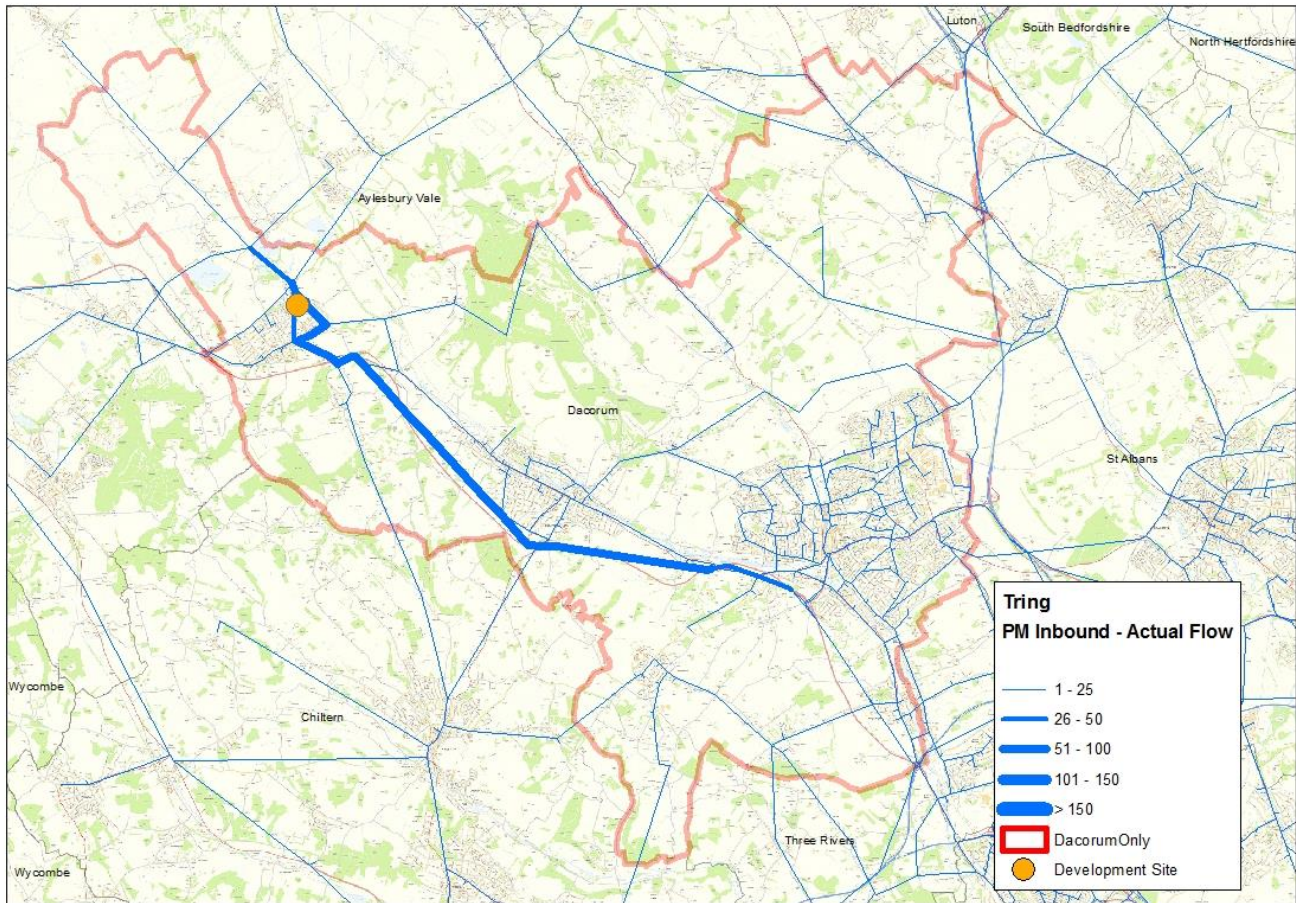 Luton
South Bedfordshire
North Hertfordshire
Aylesbury Vale
Dacorum
St Albans
Wycombe
Chiltern
Three Rivers
Wycombe
Tring
PM Inbound - Actual Flow
1 - 25
26 - 50
51 - 100
101 - 150
> 150
DacorumOnly
Development Site